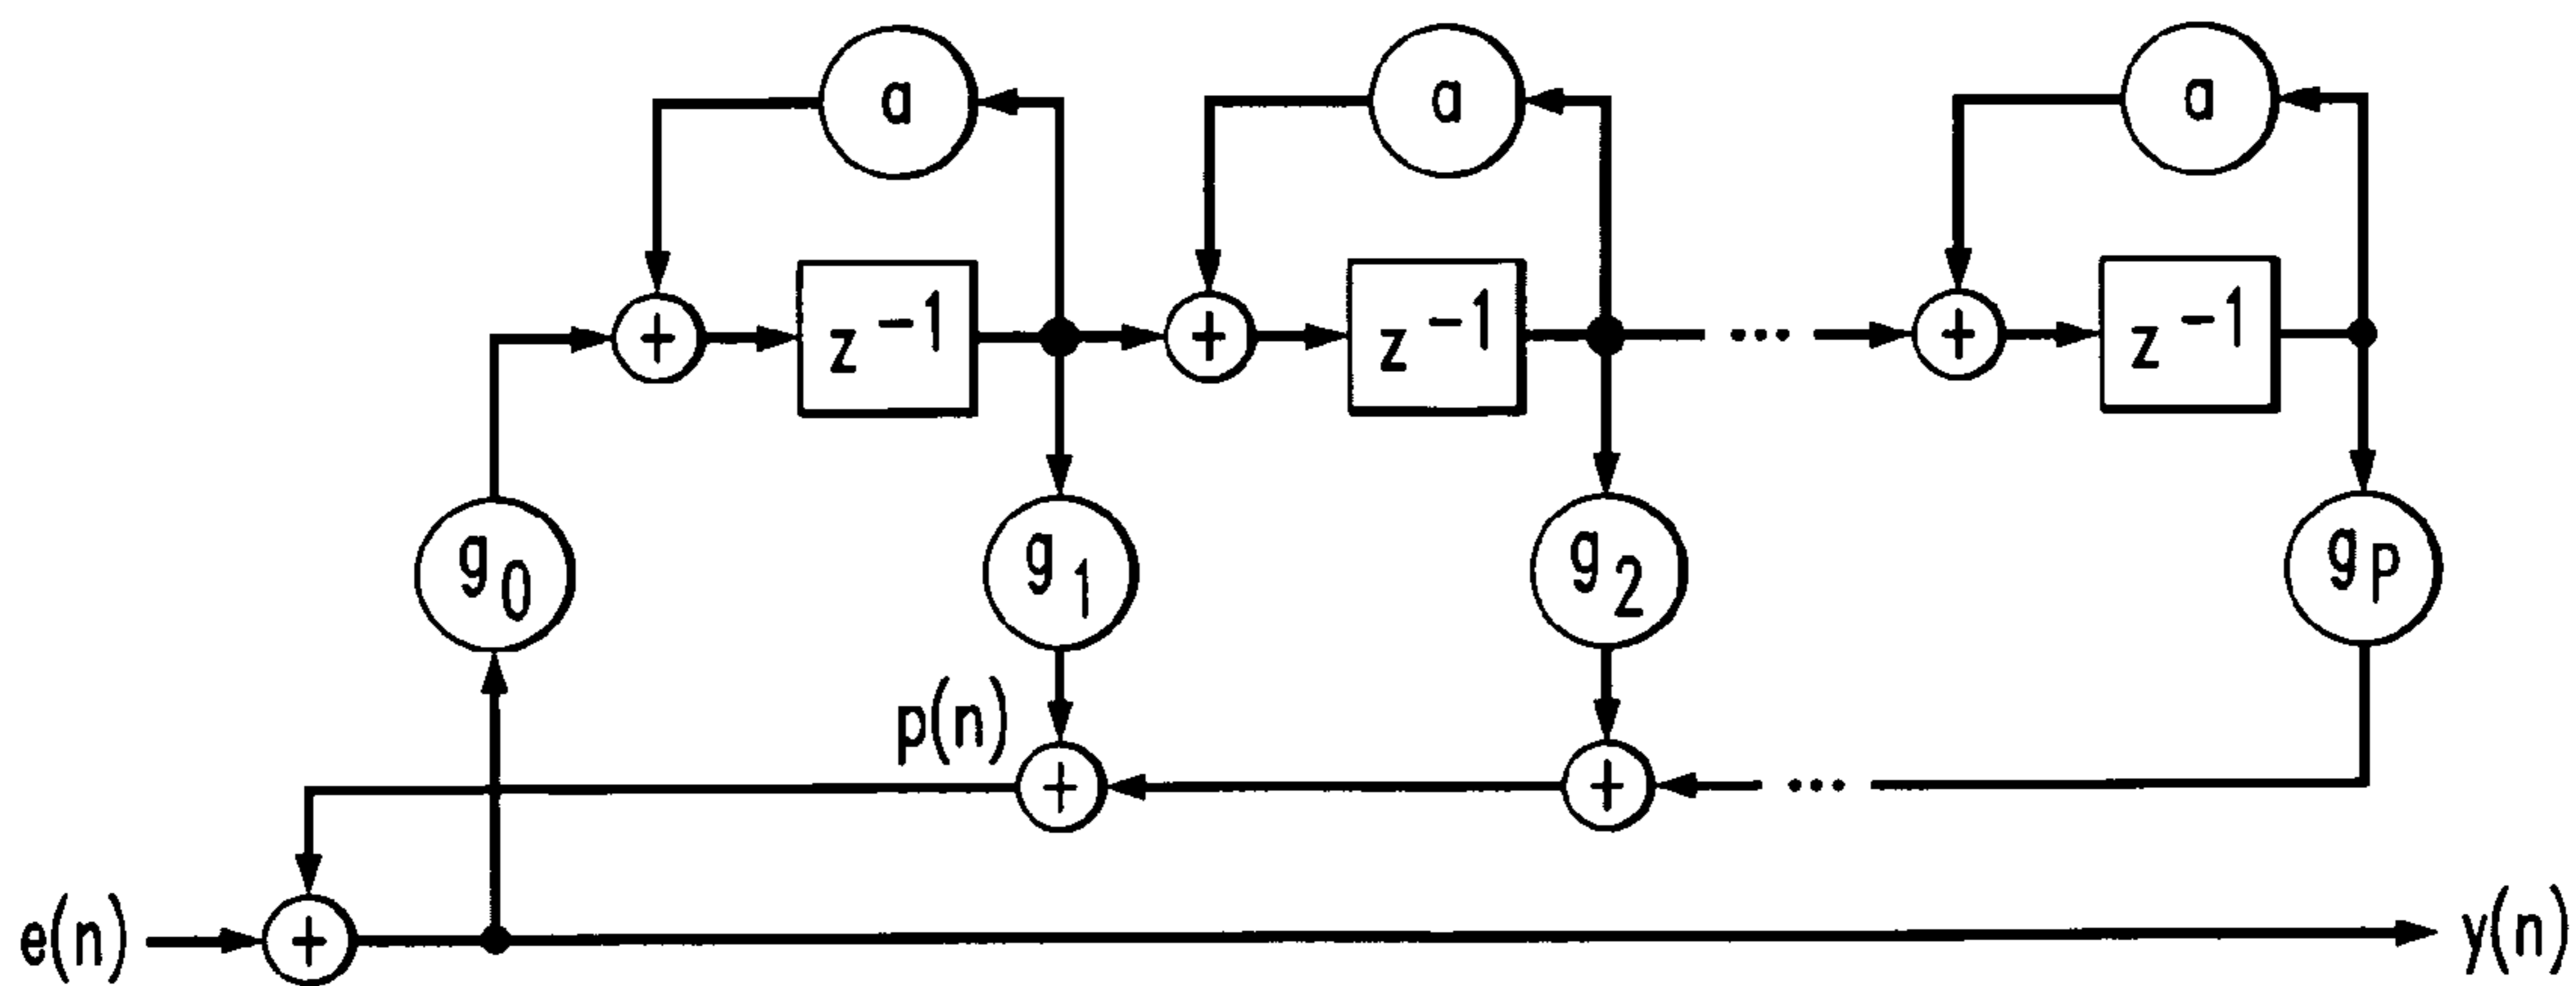 a a a
+ z⁻¹ + z⁻¹ ... + z⁻¹
g₀ g₁ g₂ gₚ
p(n)
+ + ...
e(n) + y(n)